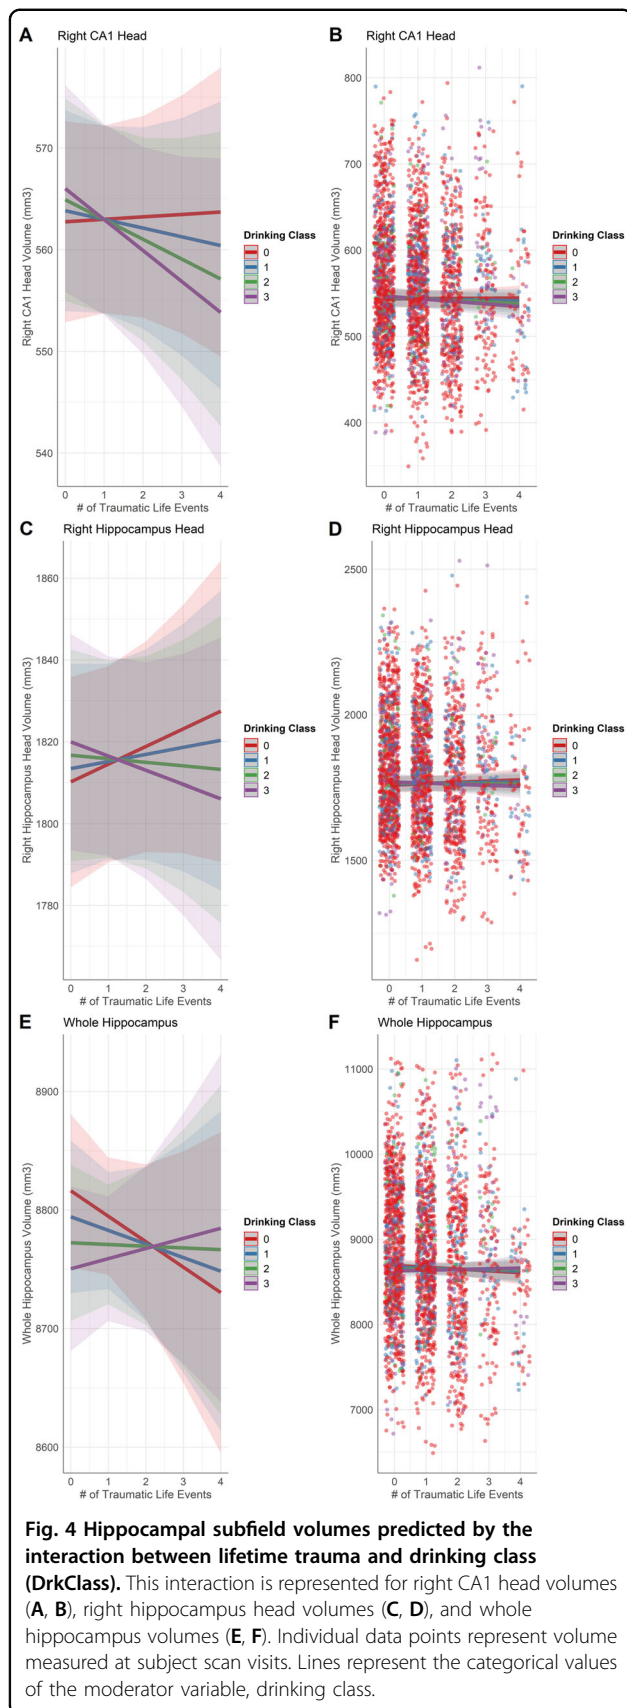 A
Right CA1 Head
570
560
550
540
0 1 2 3 4
# of Traumatic Life Events
Right CA1 Head Volume (mm3)
Drinking Class
0
1
2
3
B
Right CA1 Head
800
700
600
500
400
0 1 2 3 4
# of Traumatic Life Events
Right CA1 Head Volume (mm3)
Drinking Class
0
1
2
3
C
Right Hippocampus Head
1860
1840
1820
1800
1780
0 1 2 3 4
# of Traumatic Life Events
Right Hippocampus Head Volume (mm3)
Drinking Class
0
1
2
3
D
Right Hippocampus Head
2500
2000
1500
0 1 2 3 4
# of Traumatic Life Events
Right Hippocampus Head Volume (mm3)
Drinking Class
0
1
2
3
E
Whole Hippocampus
8900
8800
8700
8600
0 1 2 3 4
# of Traumatic Life Events
Whole Hippocampus Volume (mm3)
Drinking Class
0
1
2
3
F
Whole Hippocampus
11000
10000
9000
8000
7000
0 1 2 3 4
# of Traumatic Life Events
Whole Hippocampus Volume (mm3)
Drinking Class
0
1
2
3
Fig. 4 Hippocampal subfield volumes predicted by the
interaction between lifetime trauma and drinking class
(DrkClass). This interaction is represented for right CA1 head volumes
(A, B), right hippocampus head volumes (C, D), and whole
hippocampus volumes (E, F). Individual data points represent volume
measured at subject scan visits. Lines represent the categorical values
of the moderator variable, drinking class.